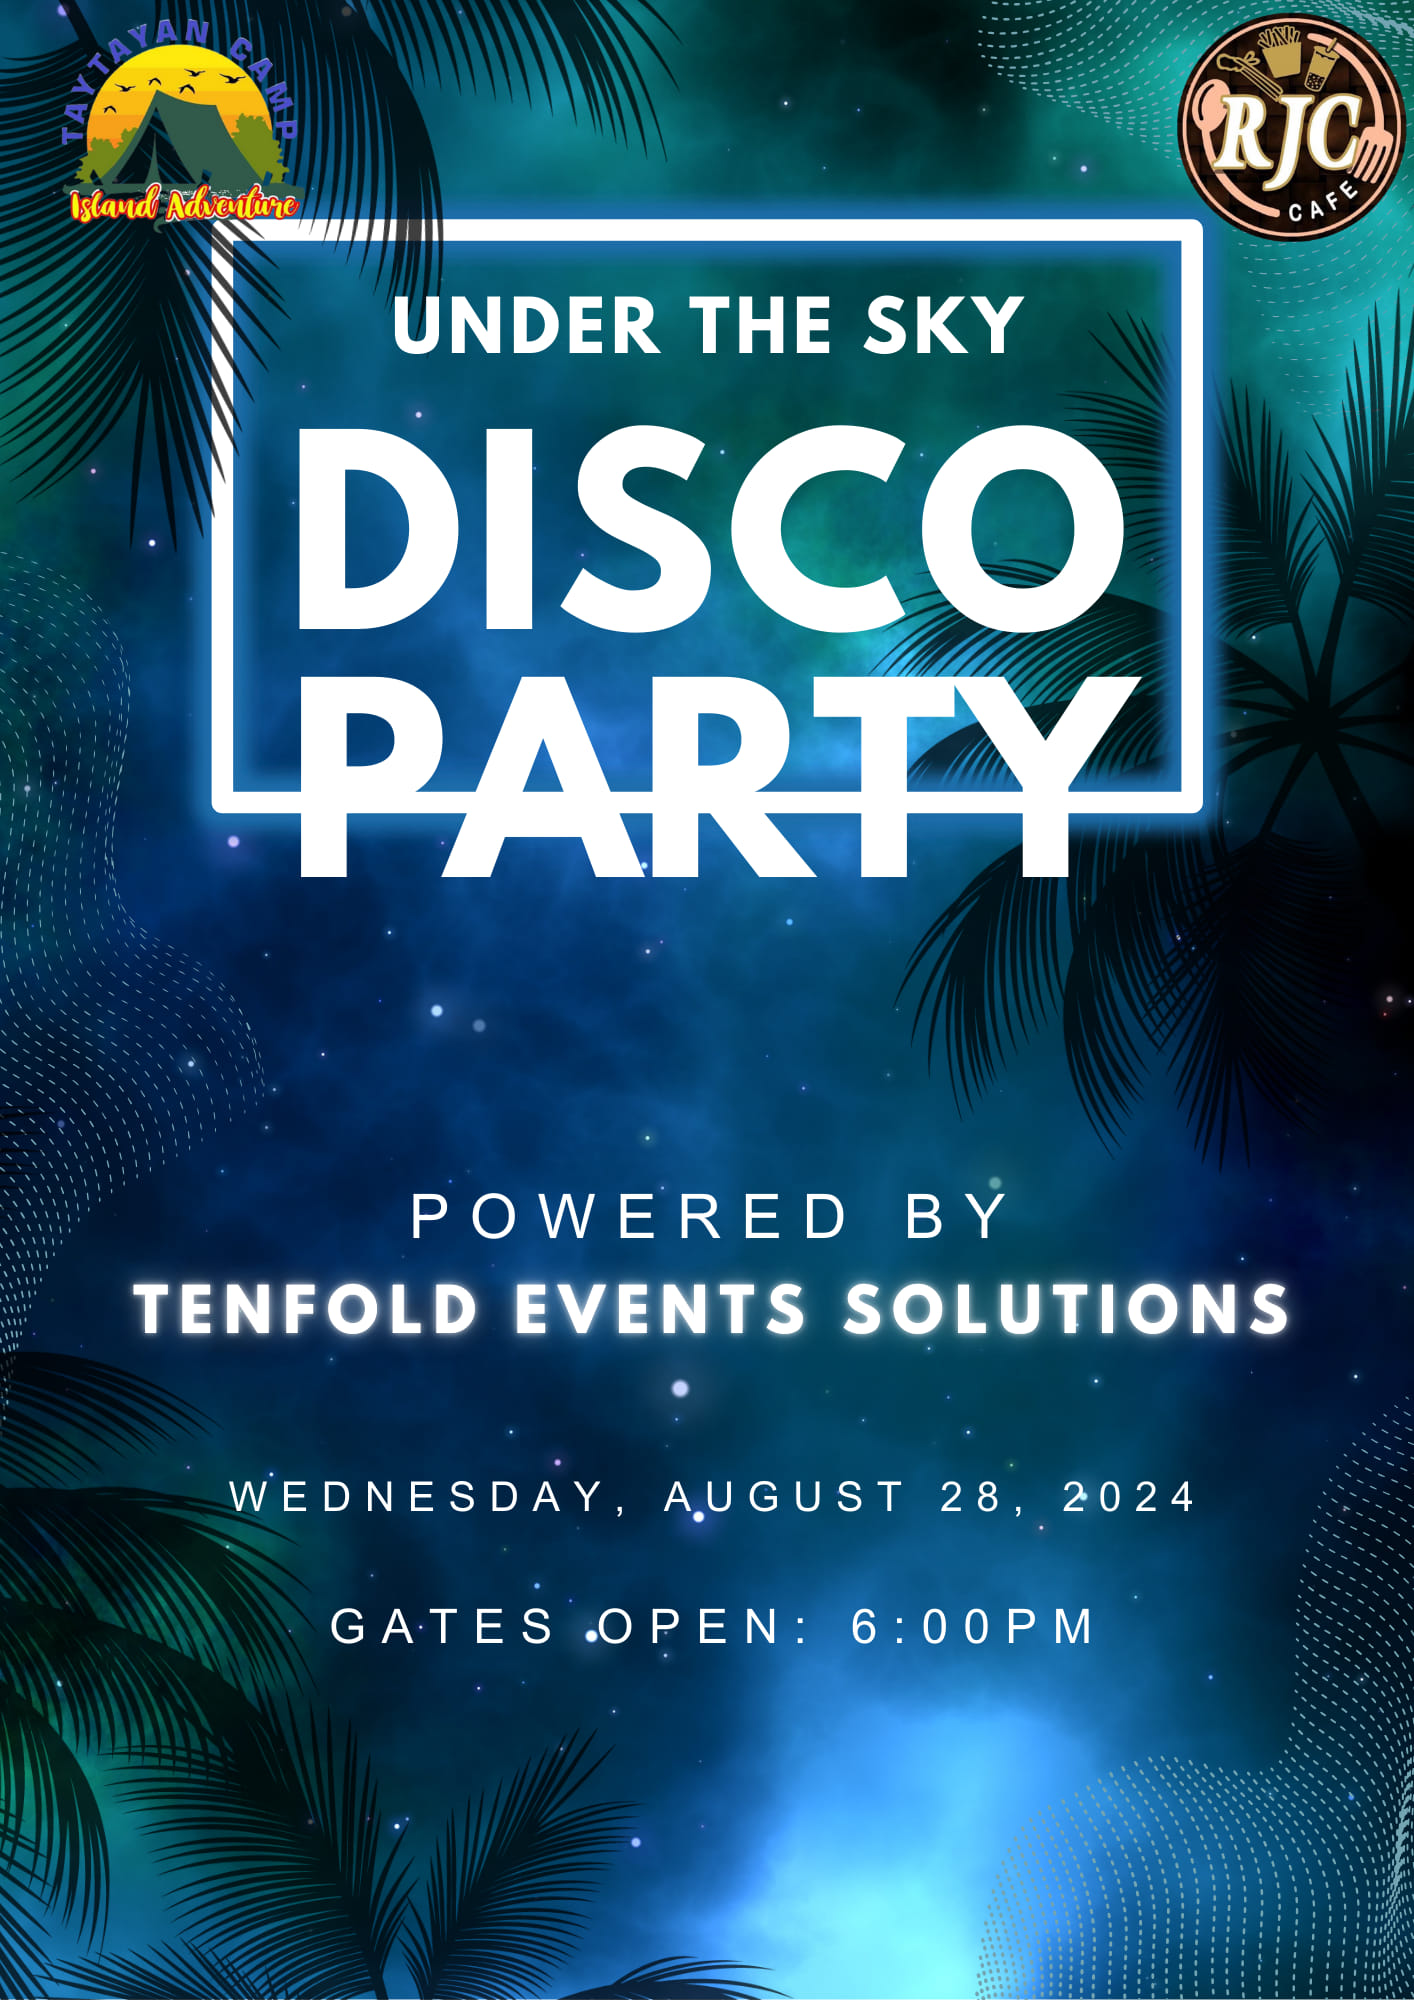 TAYTAYAN CAMP
Island Adventure
RJC
CAFE
UNDER THE SKY
DISCO
PARTY
POWERED BY
TENFOLD EVENTS SOLUTIONS
WEDNESDAY, AUGUST 28, 2024
GATES OPEN: 6:00PM